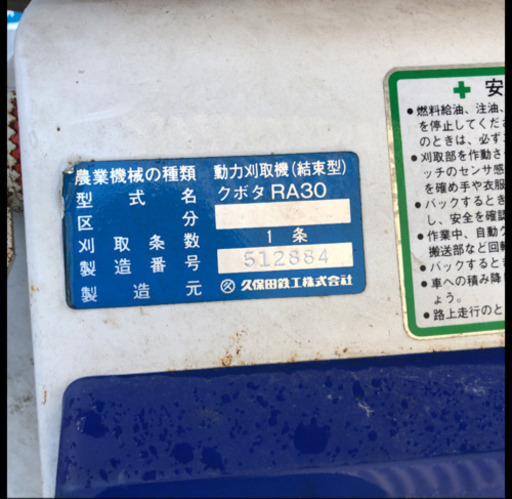 農業機械の種類 動力刈取機(結束型)
型式名 クボタRA30
区分
刈取条数 1条
製造番号 512884
製造元 久保田鉄工株式会社
安
●燃料給油、注油、
を停止してくだ
のときは、必ず
●刈取部を作動さ
ッチのセンサ感
を確め手や衣服
●バックするとき
し、安全を確認
●作業中、自動ク
搬送部など回転
●バックすると
●車への積み降
ょう。
●路上走行のと